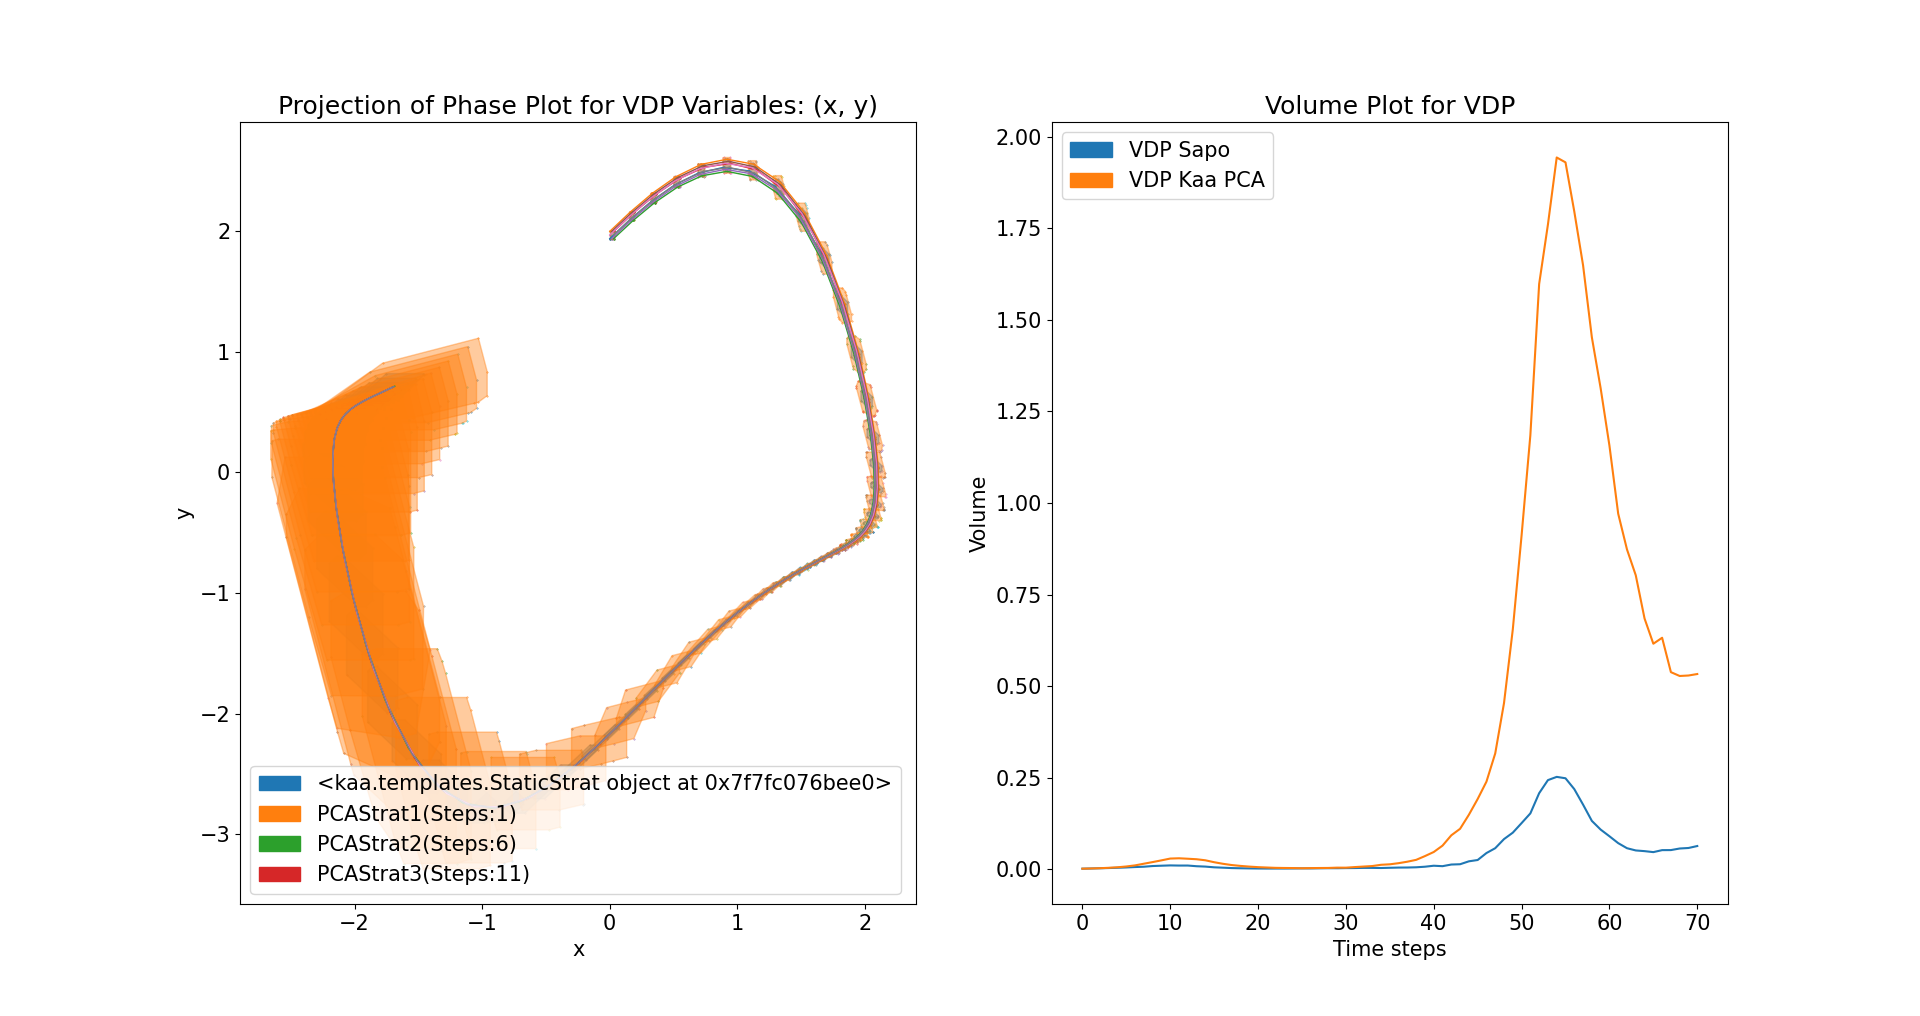 Projection of Phase Plot for VDP Variables: (x, y)
y
2
1
0
−1
−2
−3
<kaa.templates.StaticStrat object at 0x7f7fc076bee0>
PCAStrat1(Steps:1)
PCAStrat2(Steps:6)
PCAStrat3(Steps:11)
−2 −1 0 1 2
x
Volume Plot for VDP
Volume
2.00
1.75
1.50
1.25
1.00
0.75
0.50
0.25
0.00
VDP Sapo
VDP Kaa PCA
0 10 20 30 40 50 60 70
Time steps